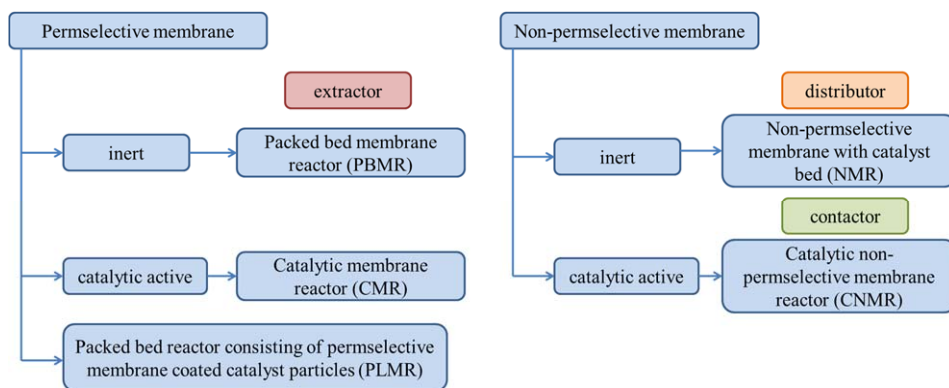 Permselective membrane
extractor
inert
Packed bed membrane
reactor (PBMR)
catalytic active
Catalytic membrane
reactor (CMR)
Packed bed reactor consisting of permselective
membrane coated catalyst particles (PLMR)
Non-permselective membrane
distributor
inert
Non-permselective
membrane with catalyst
bed (NMR)
contactor
catalytic active
Catalytic non-
permselective membrane
reactor (CNMR)